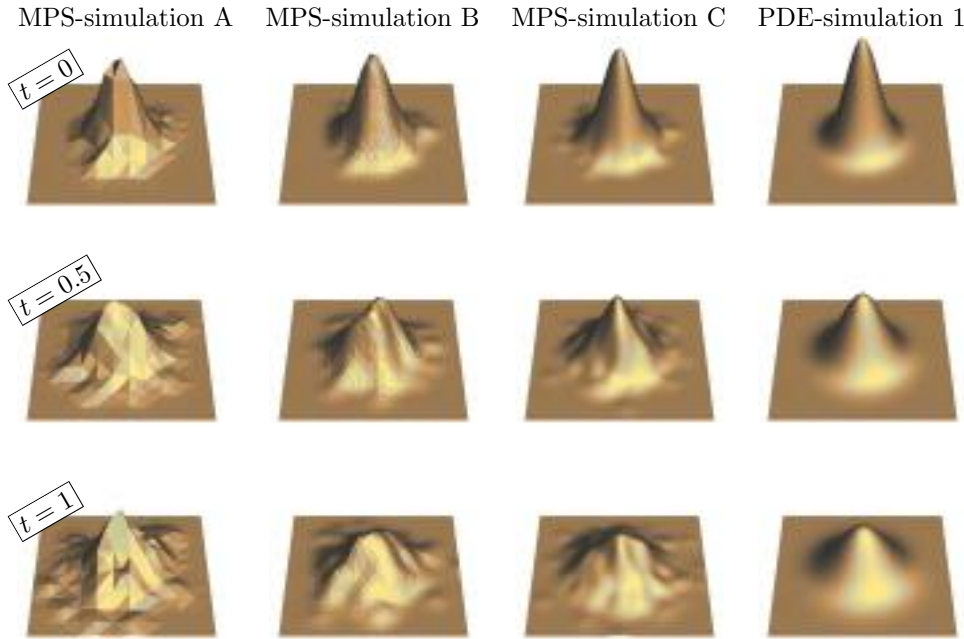 MPS-simulation A MPS-simulation B MPS-simulation C PDE-simulation 1
t = 0
t = 0.5
t = 1